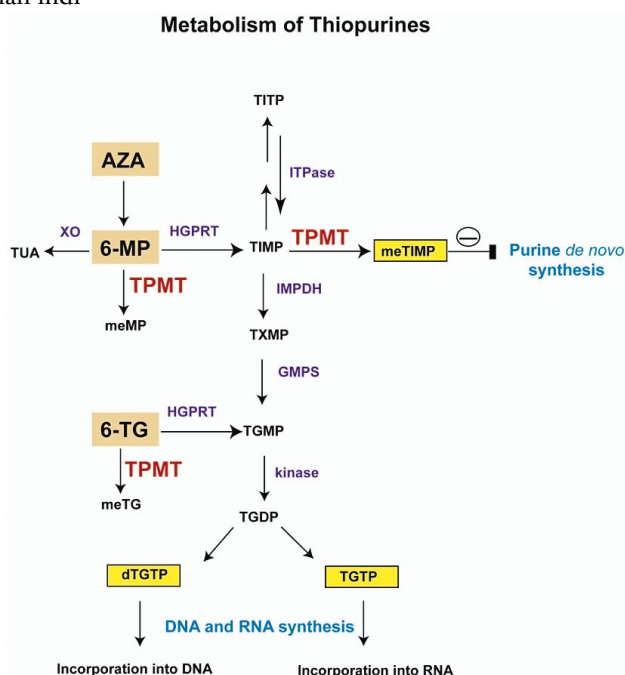 Metabolism of Thiopurines
TITP
AZA
ITPase
XO
HGPRT
TUA
6-MP
TIMP
TPMT
meTIMP
Purine de novo
synthesis
TPMT
IMPDH
meMP
TXMP
GMPS
HGPRT
6-TG
TGMP
TPMT
kinase
meTG
TGDP
dTGTP
TGTP
DNA and RNA synthesis
Incorporation into DNA
Incorporation into RNA